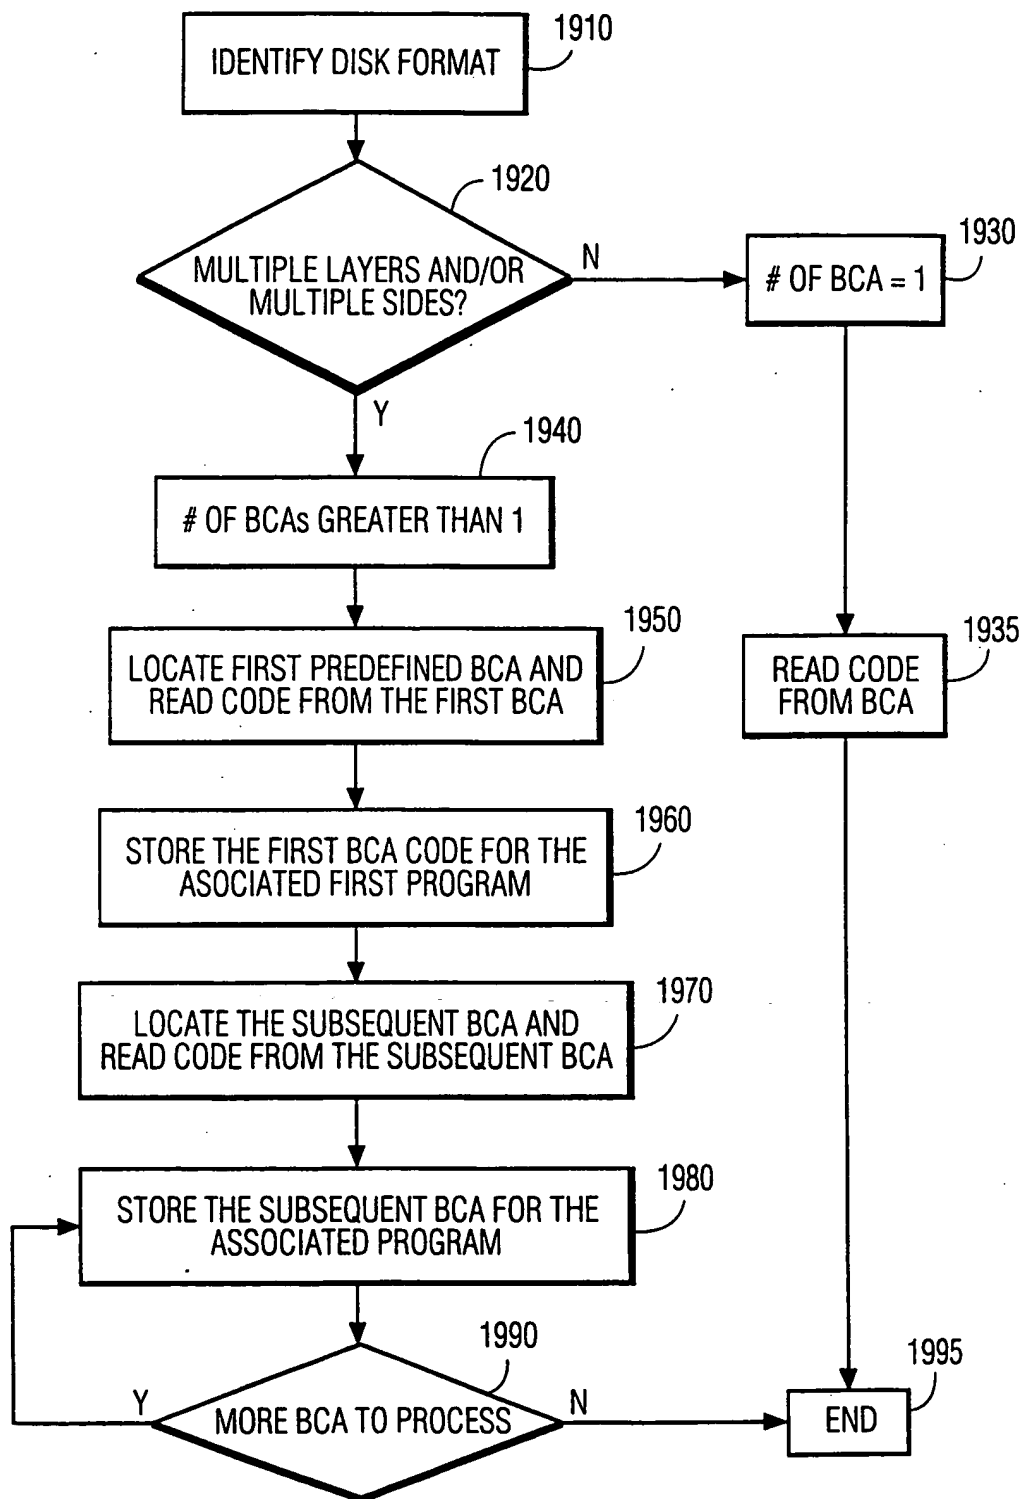 1910
IDENTIFY DISK FORMAT
1920
MULTIPLE LAYERS AND/OR
MULTIPLE SIDES?
N
1930
# OF BCA = 1
Y
1940
# OF BCAs GREATER THAN 1
1950
LOCATE FIRST PREDEFINED BCA AND
READ CODE FROM THE FIRST BCA
1935
READ CODE
FROM BCA
1960
STORE THE FIRST BCA CODE FOR THE
ASOCIATED FIRST PROGRAM
1970
LOCATE THE SUBSEQUENT BCA AND
READ CODE FROM THE SUBSEQUENT BCA
1980
STORE THE SUBSEQUENT BCA FOR THE
ASSOCIATED PROGRAM
1990
Y
MORE BCA TO PROCESS
N
1995
END